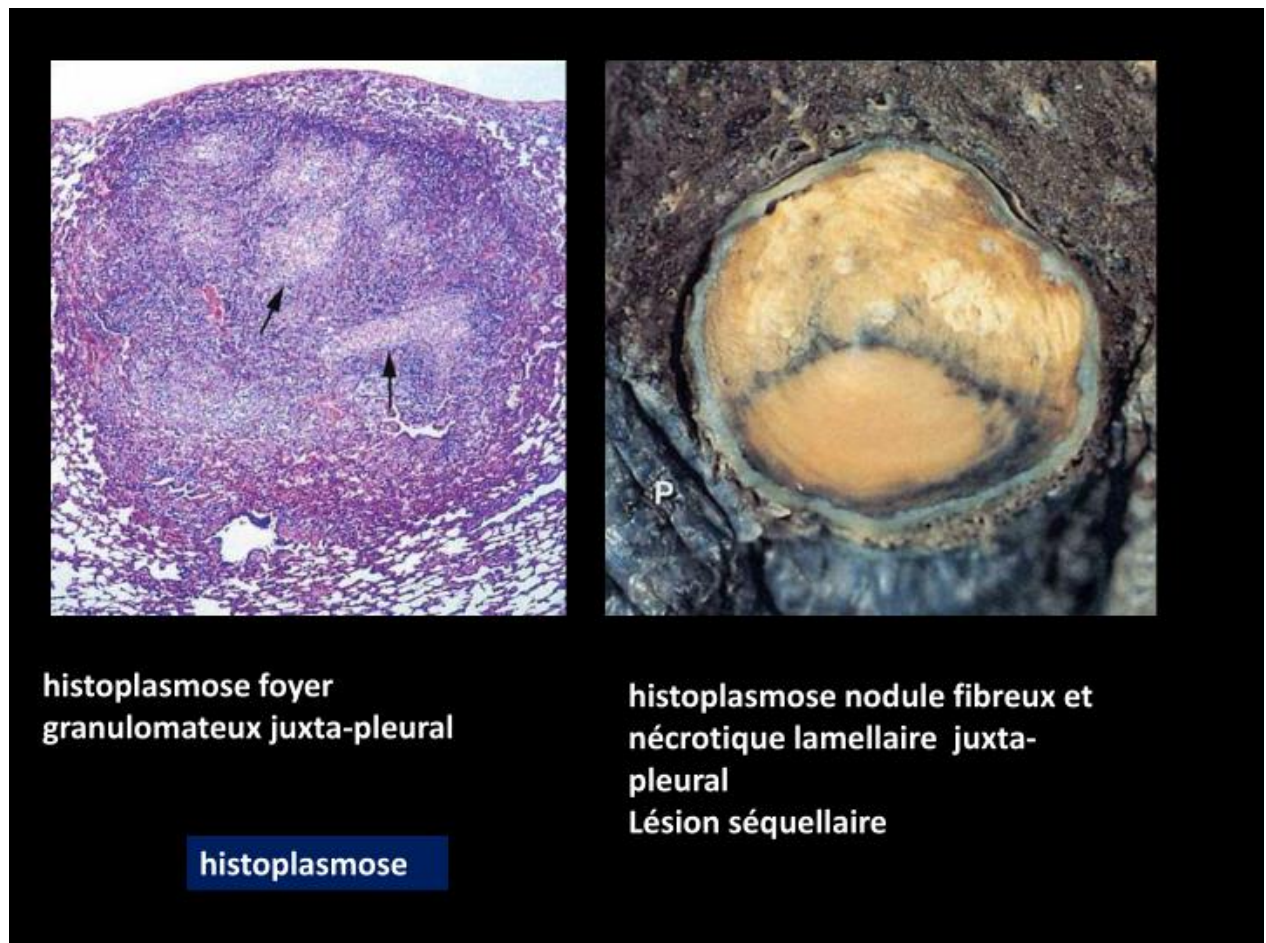 P
histoplasmose foyer
granulomateux juxta-pleural
histoplasmose nodule fibreux et
nécrotique lamellaire juxta-
pleural
Lésion séquellaire
histoplasmose